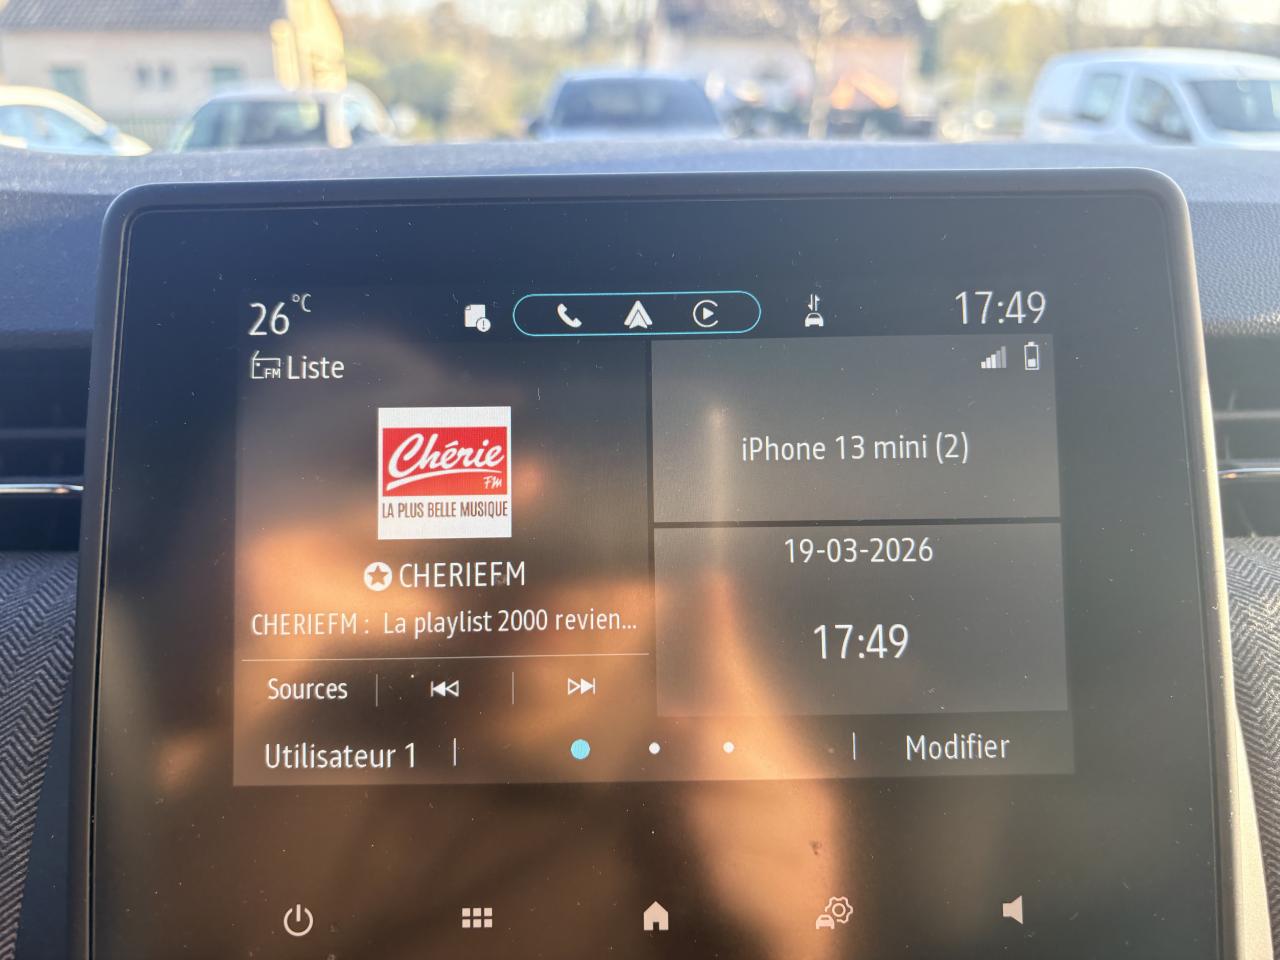 26°C
17:49
FM Liste
Chérie
FM
LA PLUS BELLE MUSIQUE
CHERIEFM
CHERIEFM : La playlist 2000 revien...
Sources
iPhone 13 mini (2)
19-03-2026
17:49
Utilisateur 1
Modifier